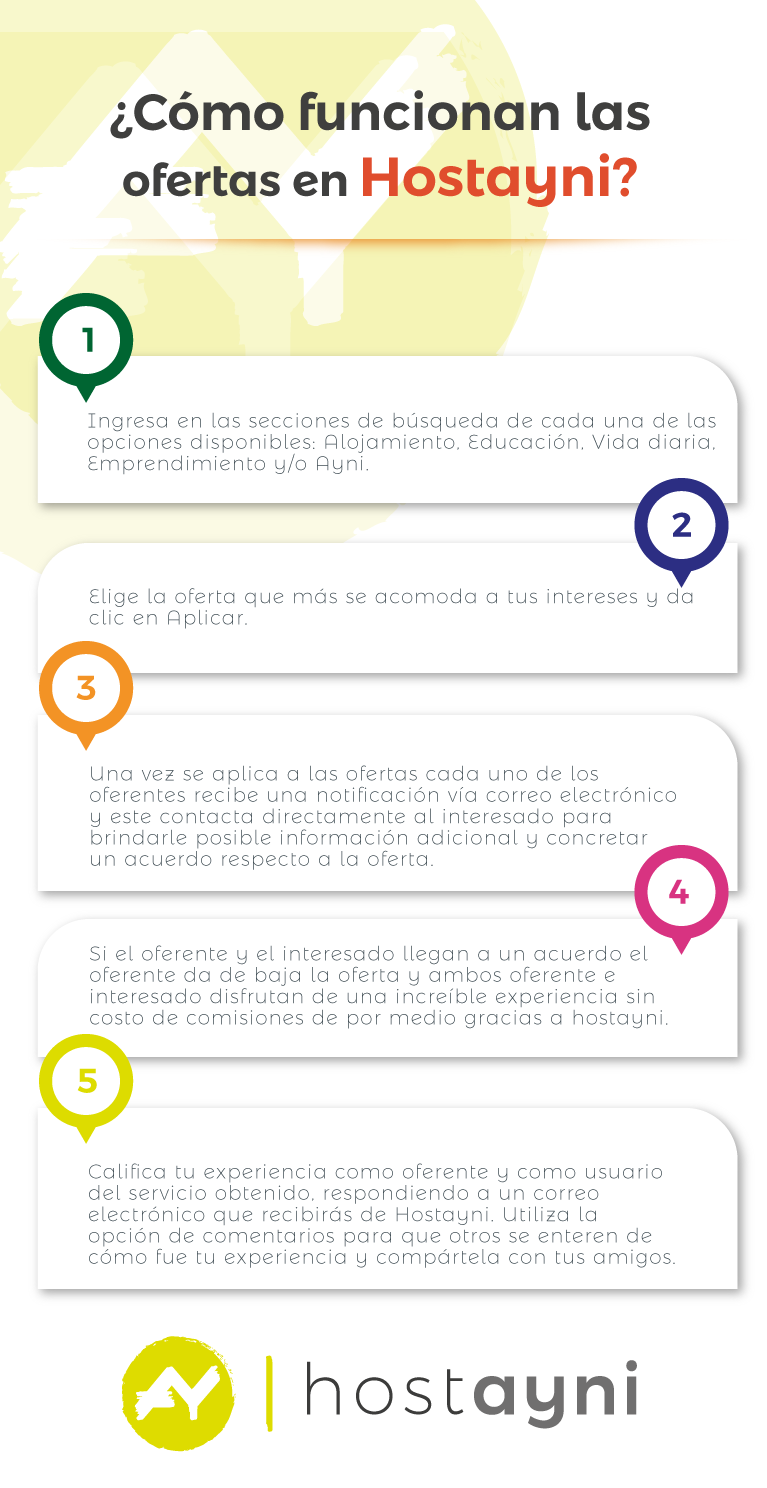 ¿Cómo funcionan las
ofertas en Hostayni?
1
Ingresa en las secciones de búsqueda de cada una de las
opciones disponibles: Alojamiento, Educación, Vida diaria,
Emprendimiento y/o Ayni.
2
Elige la oferta que más se acomoda a tus intereses y da
clic en Aplicar.
3
Una vez se aplica a las ofertas cada uno de los
oferentes recibe una notificación vía correo electrónico
y este contacta directamente al interesado para
brindarle posible información adicional y concretar
un acuerdo respecto a la oferta.
4
Si el oferente y el interesado llegan a un acuerdo el
oferente da de baja la oferta y ambos oferente e
interesado disfrutan de una increíble experiencia sin
costo de comisiones de por medio gracias a hostayni.
5
Califica tu experiencia como oferente y como usuario
del servicio obtenido, respondiendo a un correo
electrónico que recibirás de Hostayni. Utiliza la
opción de comentarios para que otros se enteren de
cómo fue tu experiencia y compártela con tus amigos.
AY | hostayni